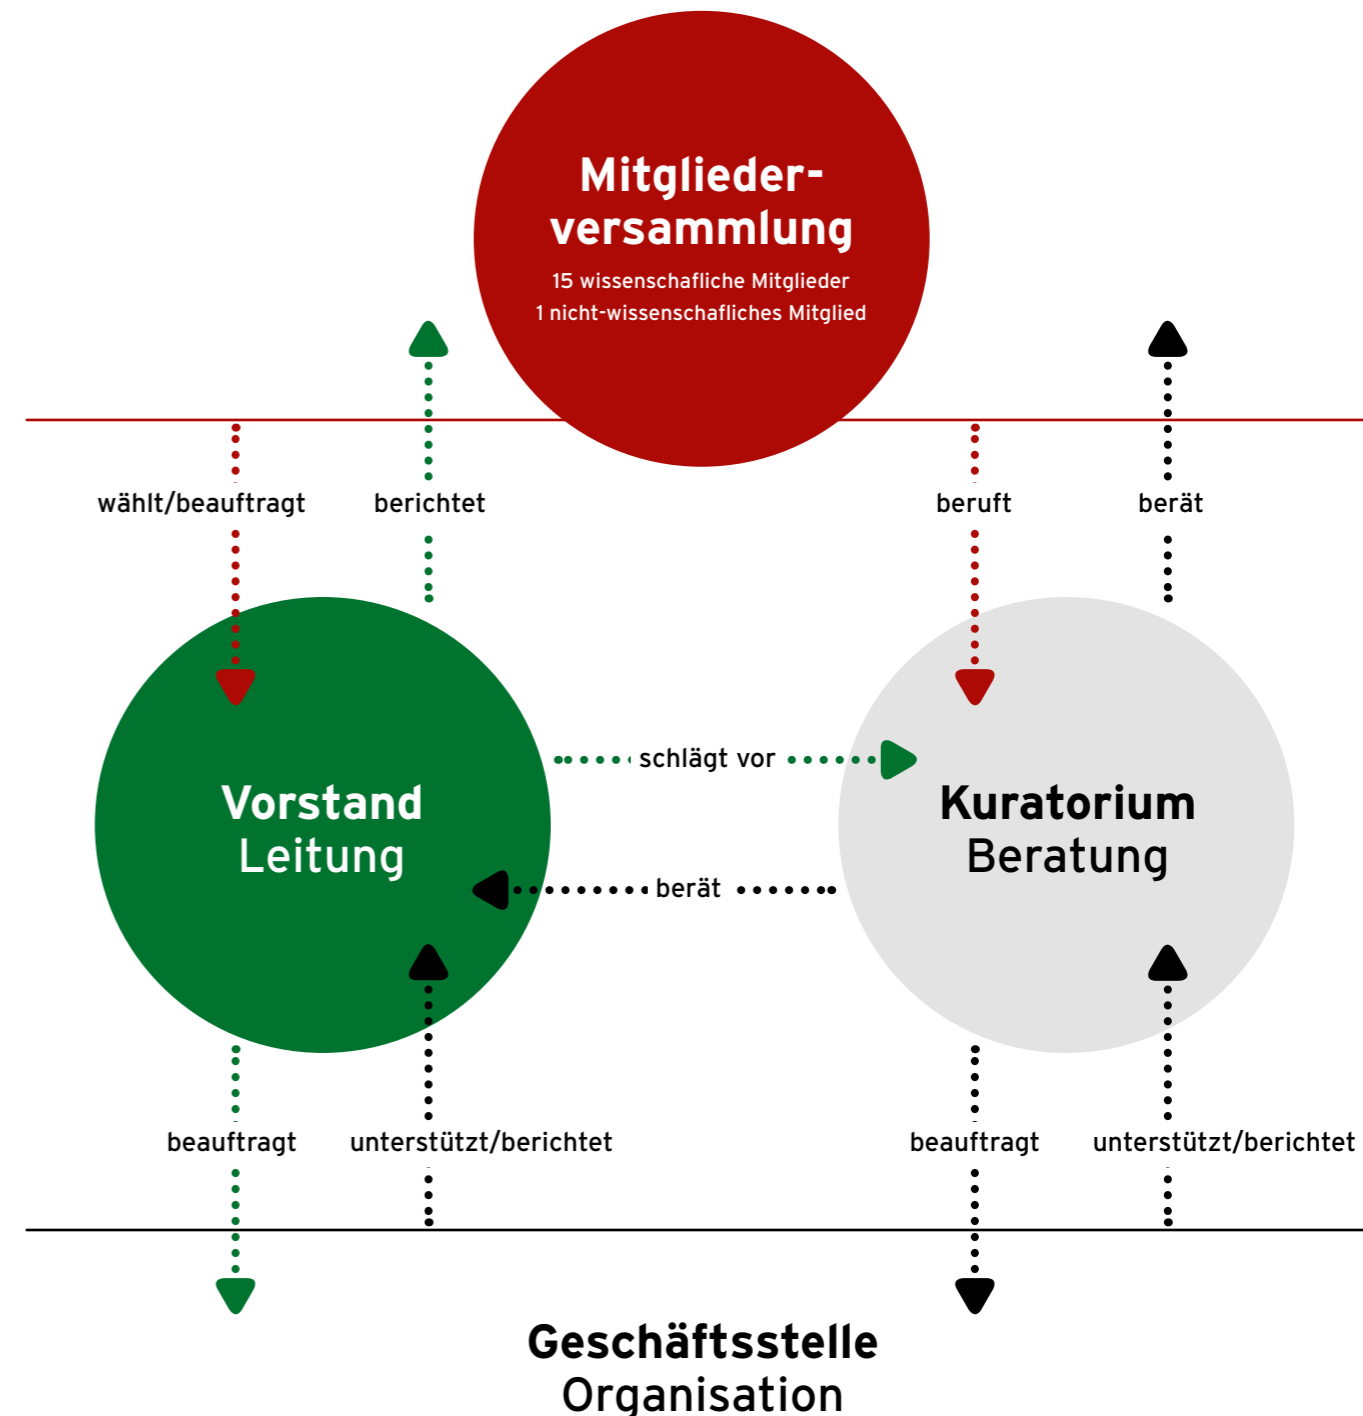 Mitglieder-
versammlung
15 wissenschafliche Mitglieder
1 nicht-wissenschafliches Mitglied
wählt/beauftragt
berichtet
beruft
berät
schlägt vor
Vorstand
Leitung
Kuratorium
Beratung
berät
beauftragt
unterstützt/berichtet
beauftragt
unterstützt/berichtet
Geschäftsstelle
Organisation